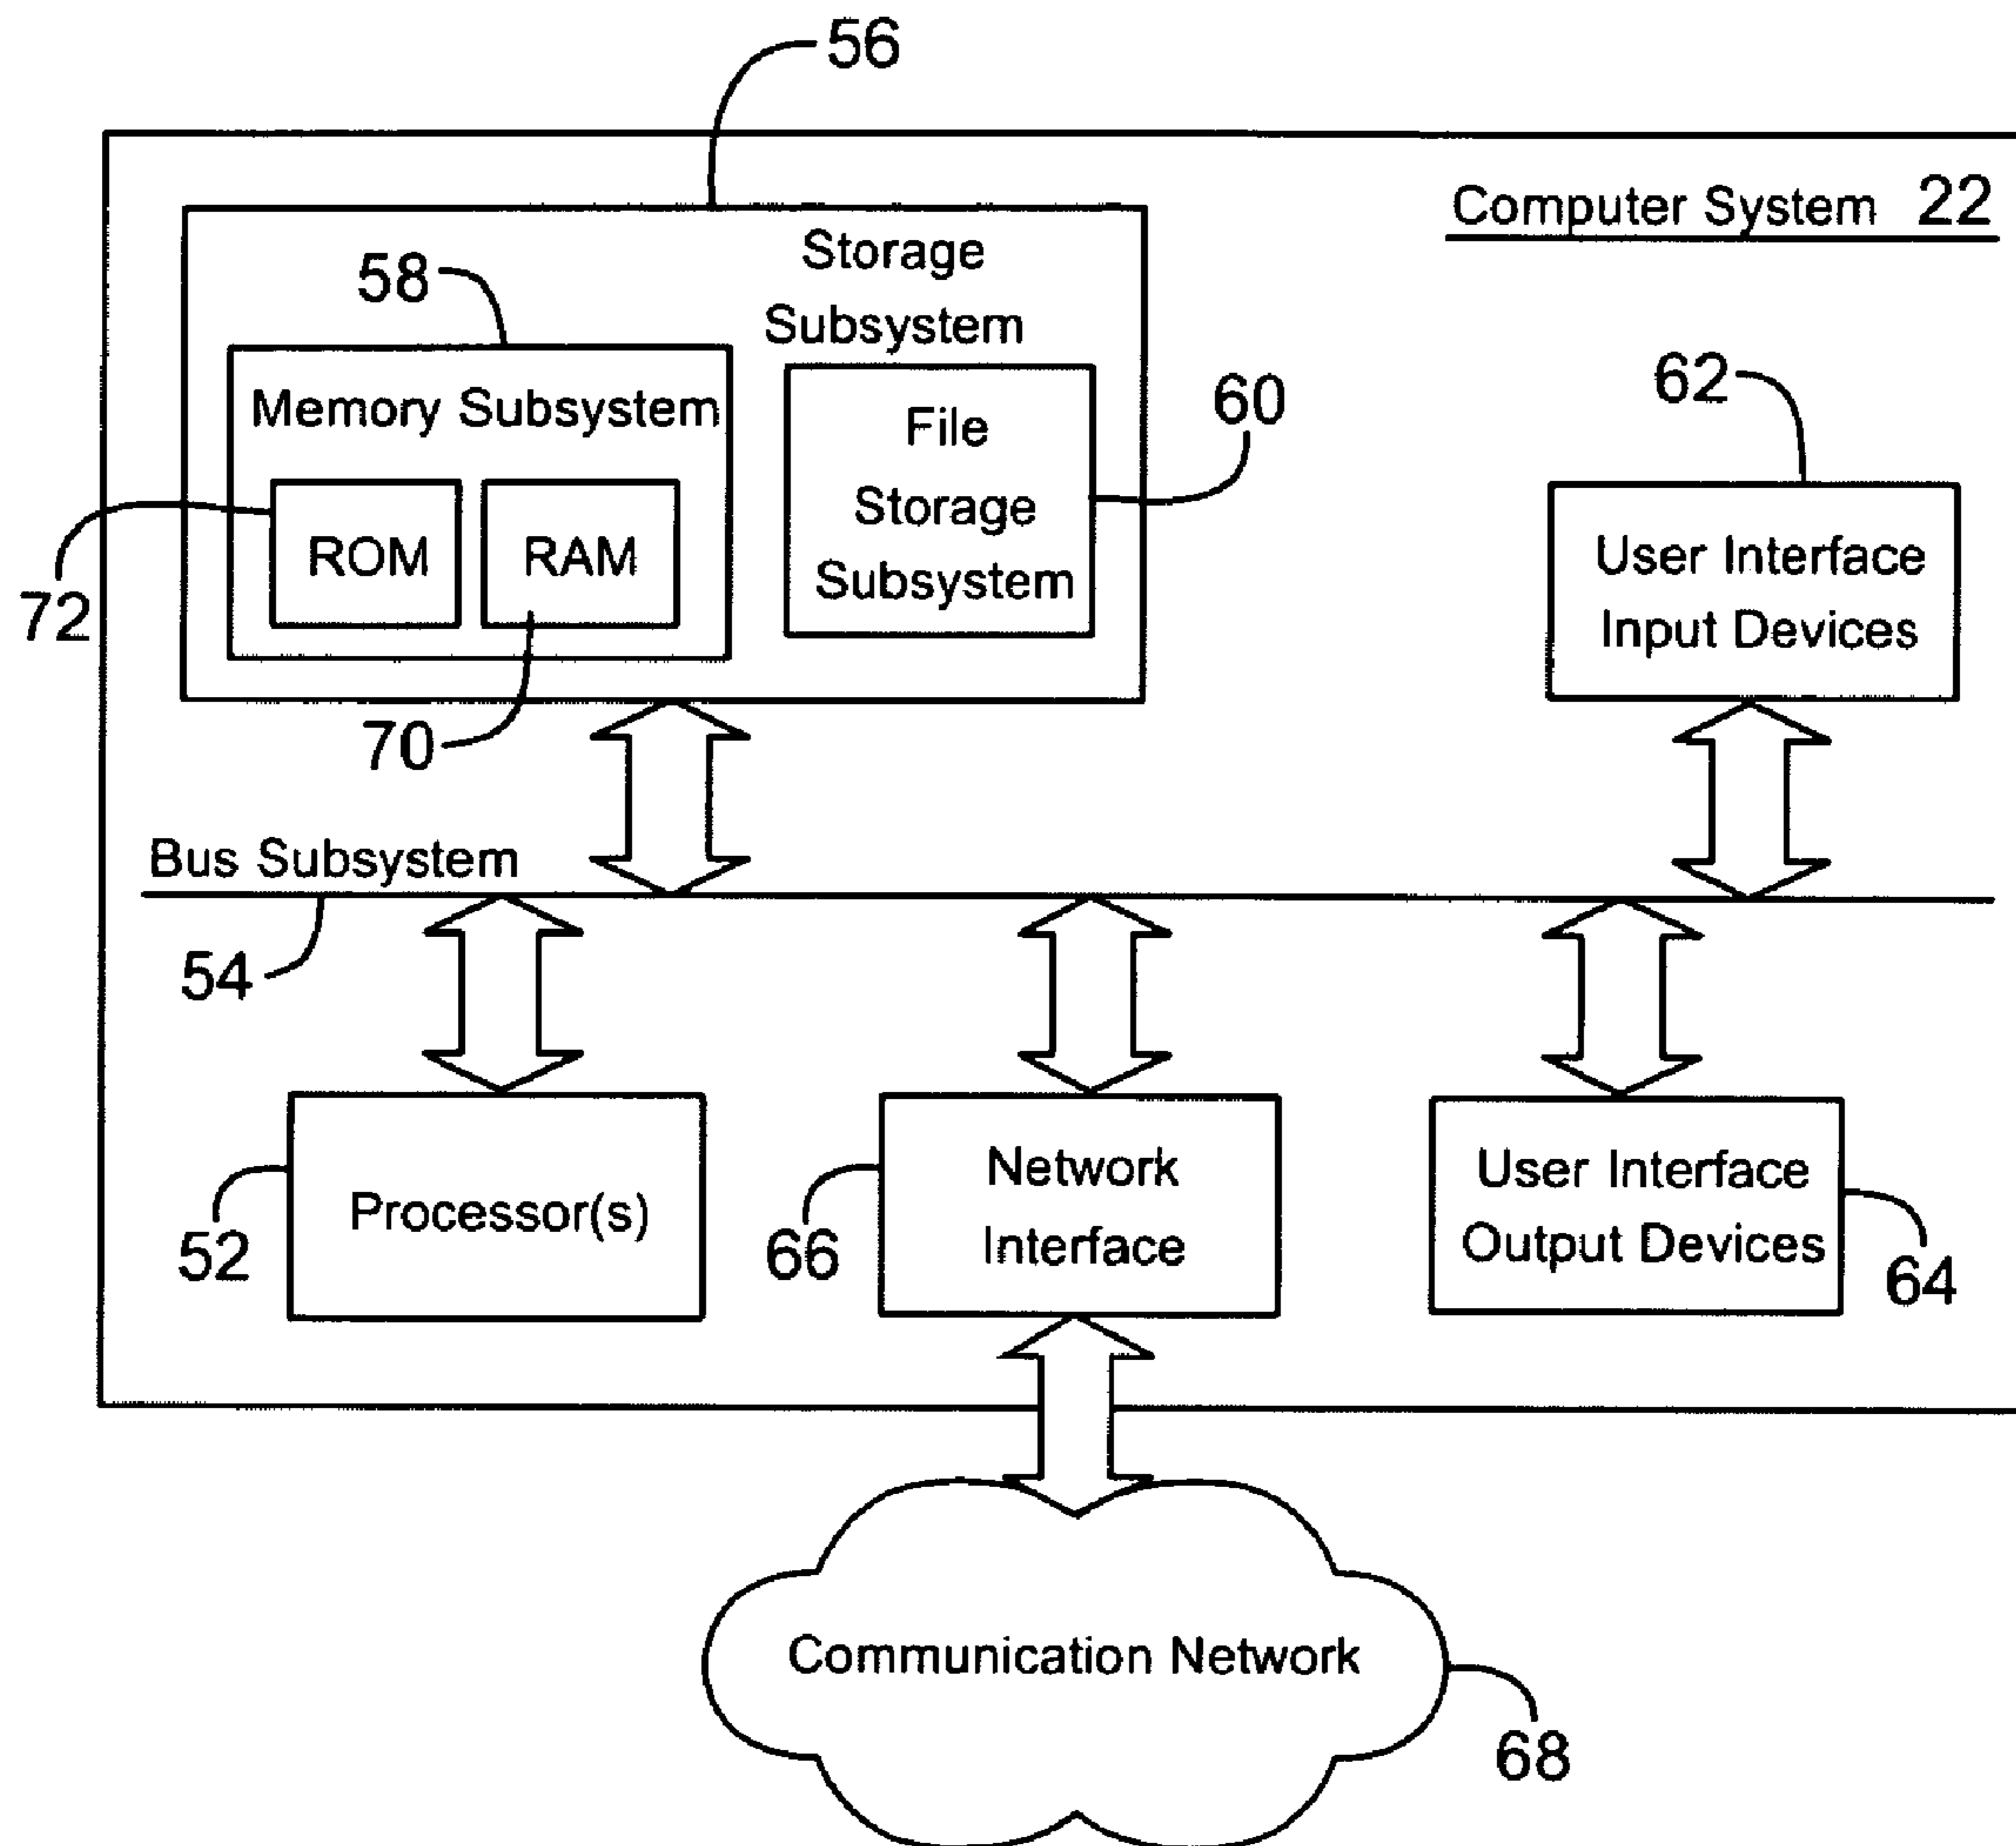 56
Computer System 22
Storage
Subsystem
58
Memory Subsystem
File
Storage
Subsystem
60
62
ROM
RAM
72
70
User Interface
Input Devices
Bus Subsystem
54
Processor(s)
52
Network
Interface
66
User Interface
Output Devices
64
Communication Network
68